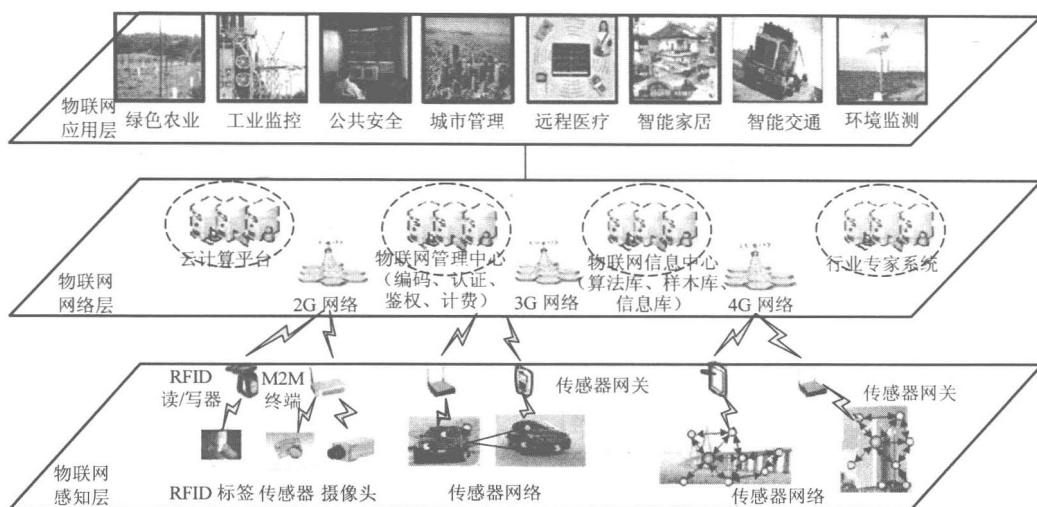 物联网
应用层
绿色农业 工业监控 公共安全 城市管理 远程医疗 智能家居 智能交通 环境监测
物联网
网络层
云计算平台
物联网管理中心
(编码、认证、
鉴权、计费)
物联网信息中心
(算法库、样本库、
信息库)
行业专家系统
2G 网络
3G 网络
4G 网络
物联网
感知层
RFID
读/写器
M2M
终端
传感器网关
传感器网关
RFID 标签 传感器 摄像头
传感器网络
传感器网络